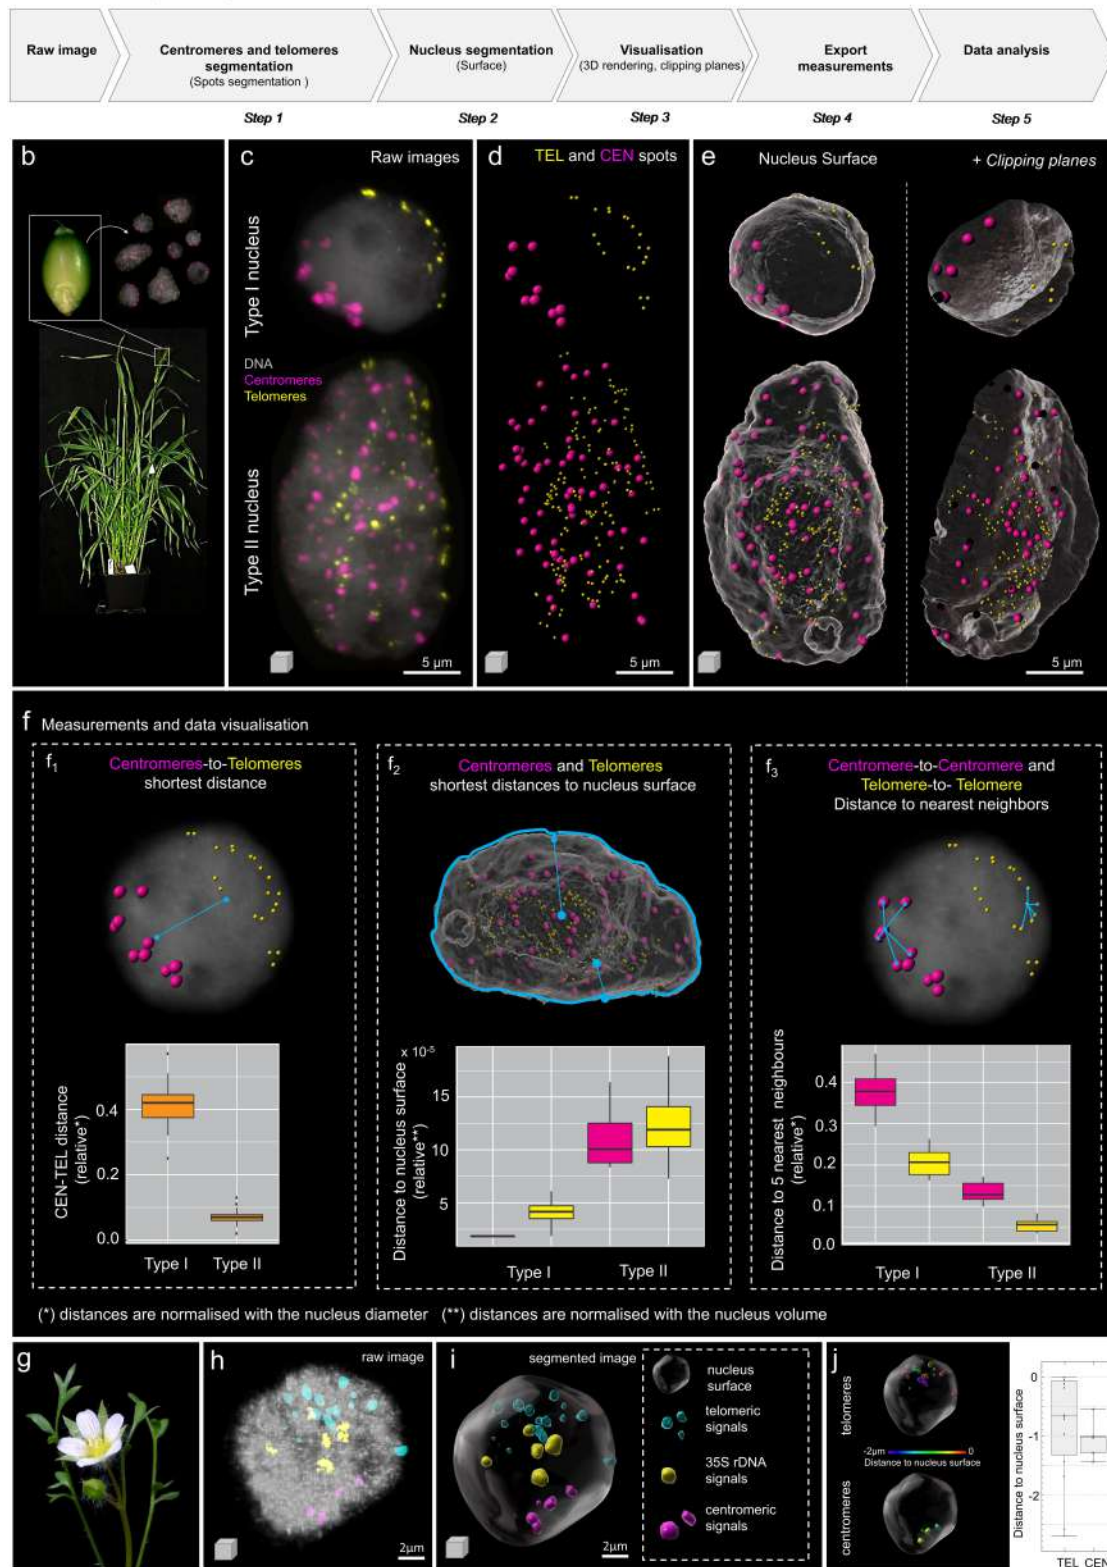 Raw image
Centromeres and telomeres
segmentation
(Spots segmentation )
Nucleus segmentation
(Surface)
Visualisation
(3D rendering, clipping planes)
Export
measurements
Data analysis
Step 1
Step 2
Step 3
Step 4
Step 5
b
c
Raw images
Type I nucleus
DNA
Centromeres
Telomeres
Type II nucleus
5 µm
d
TEL and CEN spots
5 µm
e
Nucleus Surface
+ Clipping planes
5 µm
f Measurements and data visualisation
f1
Centromeres-to-Telomeres
shortest distance
CEN-TEL distance
(relative*)
0.4
0.2
0.0
Type I
Type II
f2
Centromeres and Telomeres
shortest distances to nucleus surface
x 10-5
Distance to nucleus surface
(relative**)
15
10
5
Type I
Type II
f3
Centromere-to-Centromere and
Telomere-to- Telomere
Distance to nearest neighbors
Distance to 5 nearest neighbours
(relative*)
0.4
0.3
0.2
0.1
0.0
Type I
Type II
(*) distances are normalised with the nucleus diameter (**) distances are normalised with the nucleus volume
g
h
raw image
2µm
i
segmented image
2µm
nucleus
surface
telomeric
signals
35S rDNA
signals
centromeric
signals
j
telomeres
-2µm
0
Distance to nucleus surface
centromeres
Distance to nucleus surface
0
-1
-2
TEL CEN